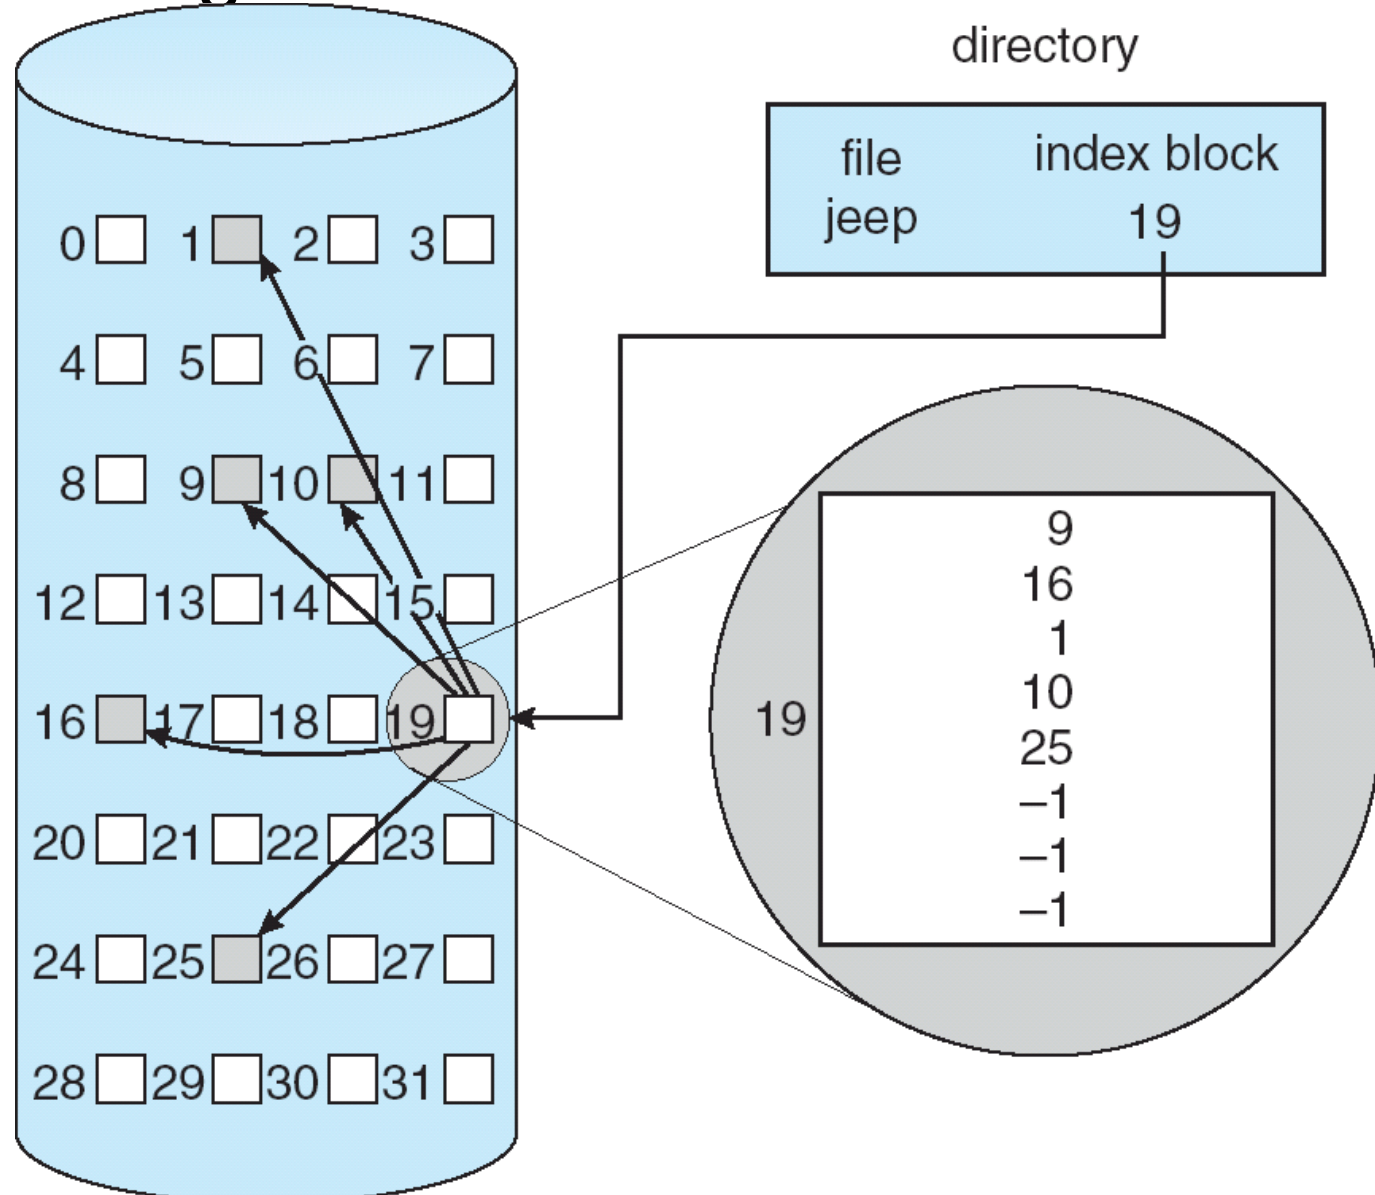 directory
file index block
jeep 19
0 1 2 3
4 5 6 7
8 9 10 11
12 13 14 15
16 17 18 19
20 21 22 23
24 25 26 27
28 29 30 31
19
9
16
1
10
25
–1
–1
–1